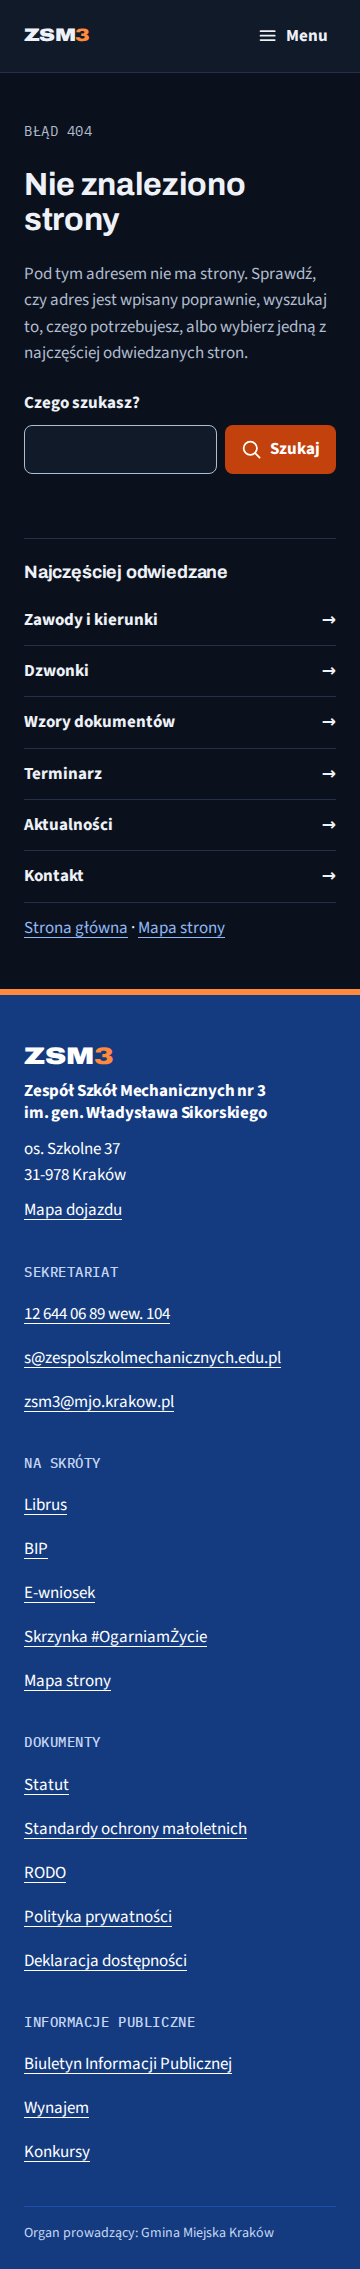 ZSM3
Menu
BŁĄD 404
Nie znaleziono
strony
Pod tym adresem nie ma strony. Sprawdź,
czy adres jest wpisany poprawnie, wyszukaj
to, czego potrzebujesz, albo wybierz jedną z
najczęściej odwiedzanych stron.
Czego szukasz?
Szukaj
Najczęściej odwiedzane
Zawody i kierunki →
Dzwonki →
Wzory dokumentów →
Terminarz →
Aktualności →
Kontakt →
Strona główna · Mapa strony
ZSM3
Zespół Szkół Mechanicznych nr 3
im. gen. Władysława Sikorskiego
os. Szkolne 37
31-978 Kraków
Mapa dojazdu
SEKRETARIAT
12 644 06 89 wew. 104
s@zespolszkolmechanicznych.edu.pl
zsm3@mjo.krakow.pl
NA SKRÓTY
Librus
BIP
E-wniosek
Skrzynka #OgarniamŻycie
Mapa strony
DOKUMENTY
Statut
Standardy ochrony małoletnich
RODO
Polityka prywatności
Deklaracja dostępności
INFORMACJE PUBLICZNE
Biuletyn Informacji Publicznej
Wynajem
Konkursy
Organ prowadzący: Gmina Miejska Kraków